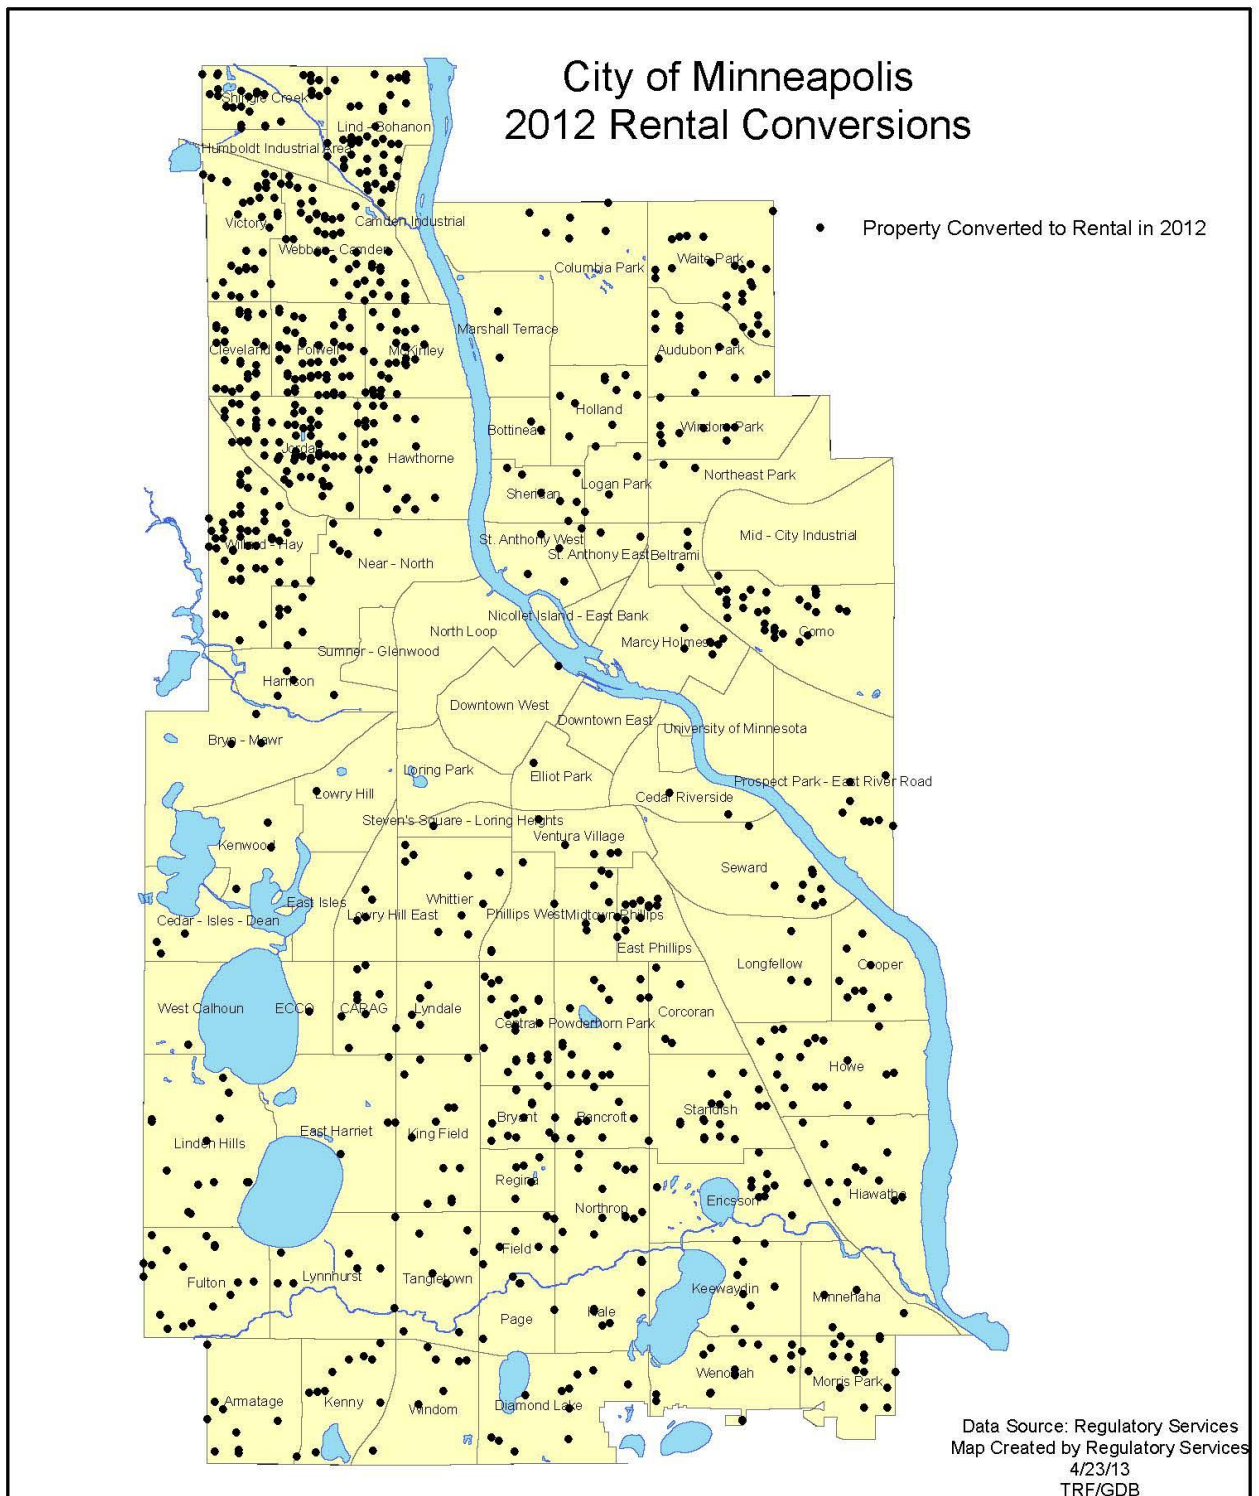 City of Minneapolis
2012 Rental Conversions
Property Converted to Rental in 2012
Shingle Creek
Lind - Bohanon
Humboldt Industrial Area
Victory
Camden Industrial
Webber - Camden
Columbia Park
Waite Park
Marshall Terrace
Cleveland
Folwell
McKinley
Audubon Park
Holland
Bottineau
Windom Park
Jordan
Hawthorne
Northeast Park
Logan Park
Sheridan
Mid - City Industrial
St. Anthony West
Willard - Hay
St. Anthony East
Beltrami
Near - North
Nicollet Island - East Bank
North Loop
Marcy Holmes
Como
Sumner - Glenwood
Harrison
Downtown West
Downtown East
University of Minnesota
Bryn - Mawr
Loring Park
Elliot Park
Prospect Park - East River Road
Lowry Hill
Cedar Riverside
Steven's Square - Loring Heights
Ventura Village
Kenwood
Seward
Whittier
East Isles
Lowry Hill East
Phillips West
Midtown Phillips
Cedar - Isles - Dean
East Phillips
Longfellow
Cooper
West Calhoun
ECCO
CARAG
Lyndale
Corcoran
Central
Powderhorn Park
Howe
Standish
Bryant
Bancroft
East Harriet
King Field
Linden Hills
Regina
Hiawatha
Ericsson
Northrop
Field
Fulton
Lynnhurst
Tangletown
Keewaydin
Minnehaha
Page
Hale
Wenonah
Morris Park
Armatage
Kenny
Windom
Diamond Lake
Data Source: Regulatory Services
Map Created by Regulatory Services
4/23/13
TRF/GDB